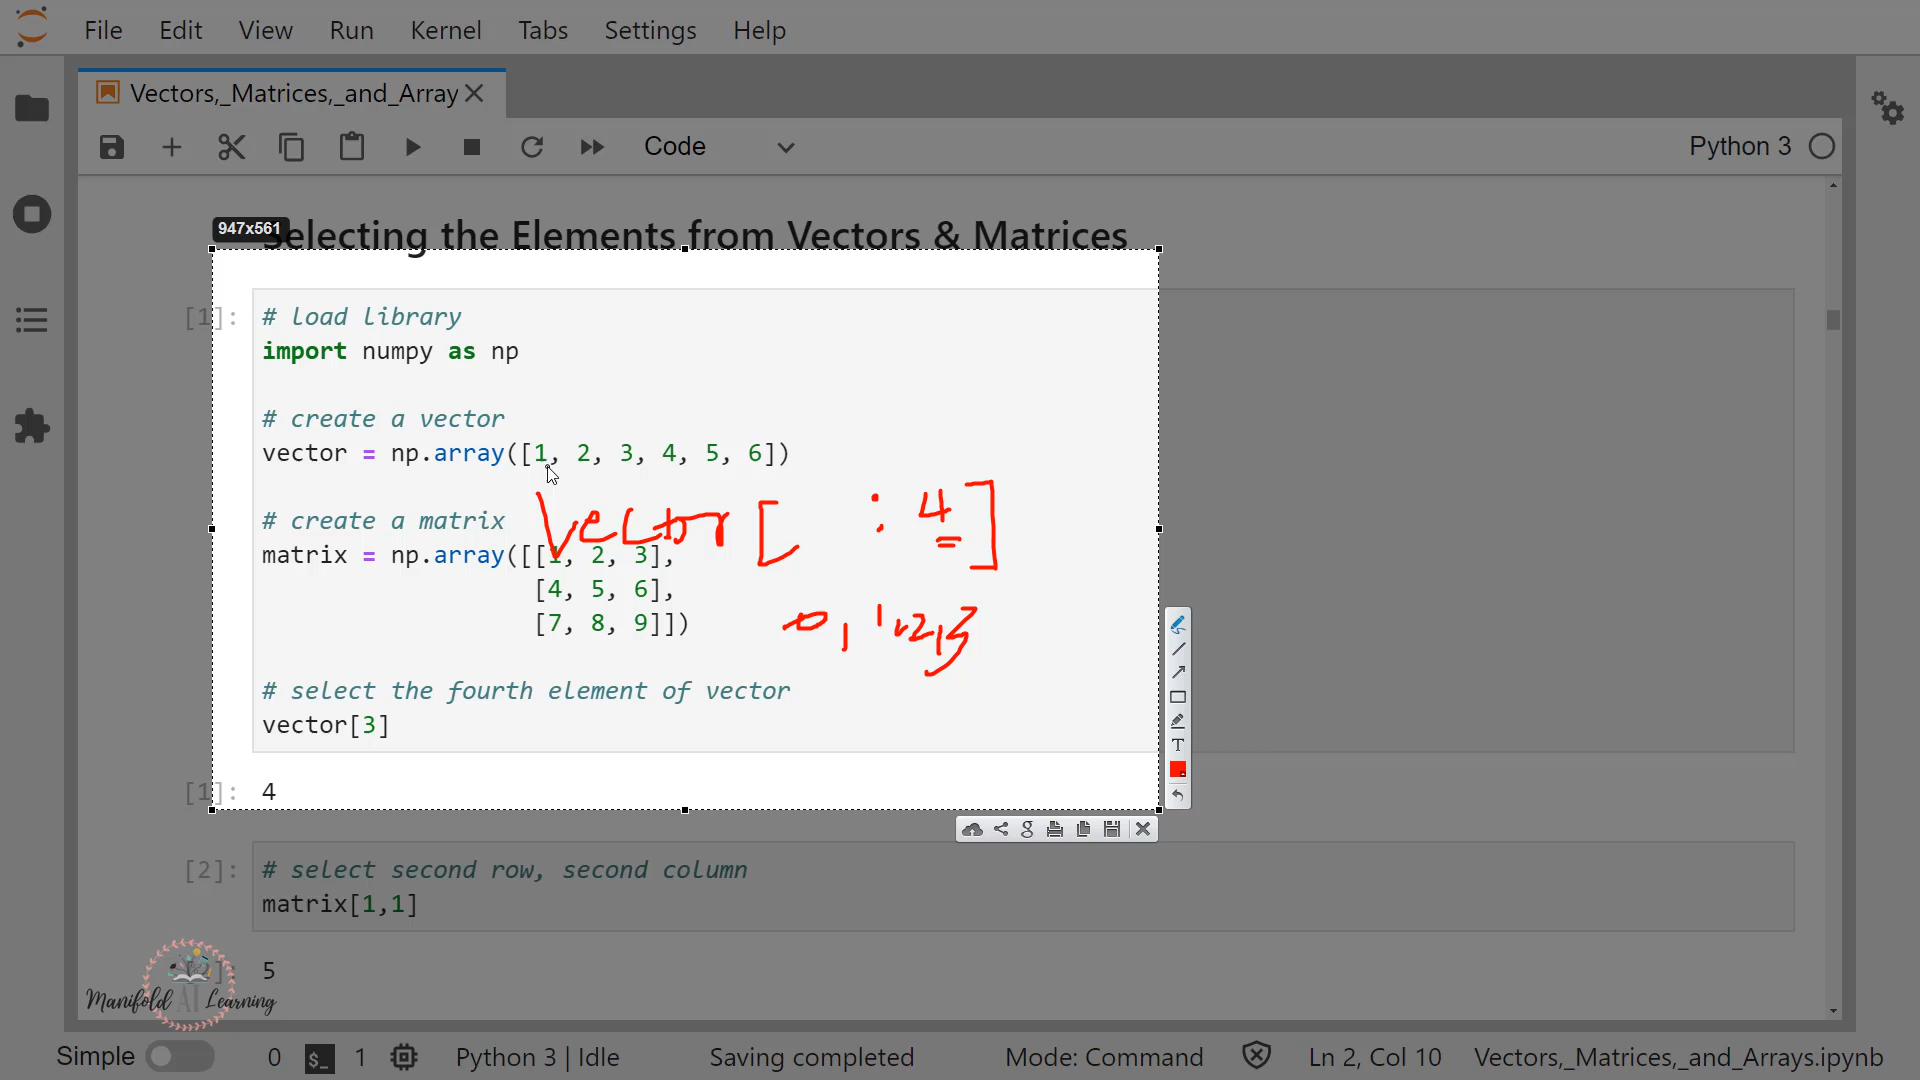 File Edit View Run Kernel Tabs Settings Help
Vectors,_Matrices,_and_Array
Code
Python 3
947x561
Selecting the Elements from Vectors & Matrices
[1]:
# load library
import numpy as np
# create a vector
vector = np.array([1, 2, 3, 4, 5, 6])
Vector [ : 4 ]
# create a matrix
matrix = np.array([[1, 2, 3],
[4, 5, 6],
[7, 8, 9]])
0, 1, 2, 3
# select the fourth element of vector
vector[3]
[1]: 4
[2]: # select second row, second column
matrix[1,1]
5
Manifold AI Learning
Simple 0 $_ 1 Python 3 | Idle Saving completed Mode: Command Ln 2, Col 10 Vectors,_Matrices,_and_Arrays.ipynb